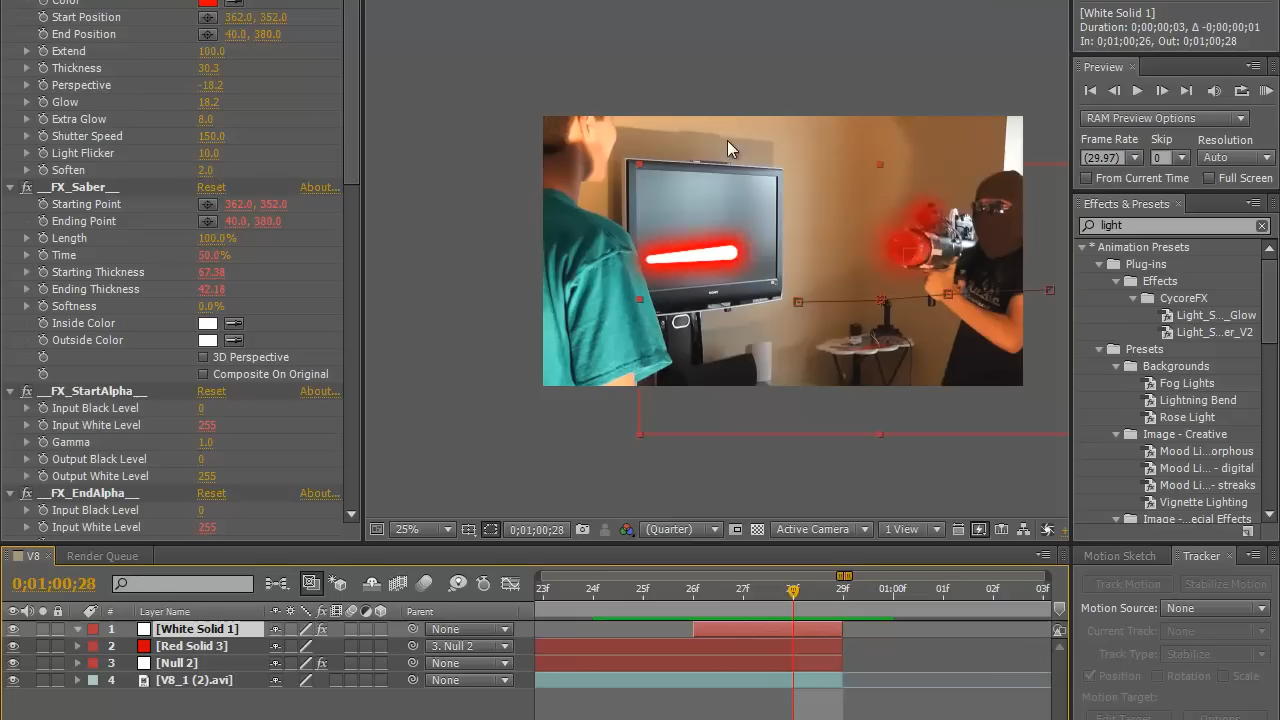 Color
Start Position 362.0, 352.0
End Position 40.0, 380.0
Extend 100.0
Thickness 30.3
Perspective -18.2
Glow 18.2
Extra Glow 8.0
Shutter Speed 150.0
Light Flicker 10.0
Soften 2.0
fx __FX_Saber__ Reset About...
Starting Point 362.0, 352.0
Ending Point 40.0, 380.0
Length 100.0%
Time 50.0%
Starting Thickness 67.38
Ending Thickness 42.18
Softness 0.0%
Inside Color
Outside Color
3D Perspective
Composite On Original
fx __FX_StartAlpha__ Reset About...
Input Black Level 0
Input White Level 255
Gamma 1.0
Output Black Level 0
Output White Level 255
fx __FX_EndAlpha__ Reset About...
Input Black Level 0
Input White Level 255
SONY
25% 0;01;00;28 (Quarter) Active Camera 1 View
[White Solid 1]
Duration: 0;00;00;03, Δ -0;00;00;01
In: 0;01;00;26, Out: 0;01;00;28
Preview
RAM Preview Options
Frame Rate Skip Resolution
(29.97) 0 Auto
From Current Time Full Screen
Effects & Presets
light
* Animation Presets
Plug-ins
Effects
CycoreFX
Light_S..._Glow
Light_S...er_V2
Presets
Backgrounds
Fog Lights
Lightning Bend
Rose Light
Image - Creative
Mood Li...orphous
Mood Li... - digital
Mood Li...- streaks
Vignette Lighting
Image -...ecial Effects
V8 Render Queue
0;01;00;28
23f 24f 25f 26f 27f 28f 29f 01:00f 02f 03f
# Layer Name fx Parent
1 [White Solid 1] fx None
2 [Red Solid 3] 3. Null 2
3 [Null 2] fx None
4 [V8_1 (2).avi] None
Motion Sketch Tracker
Track Motion Stabilize Motion
Motion Source: None
Current Track: None
Track Type: Stabilize
Position Rotation Scale
Motion Target:
Edit Target... Options...